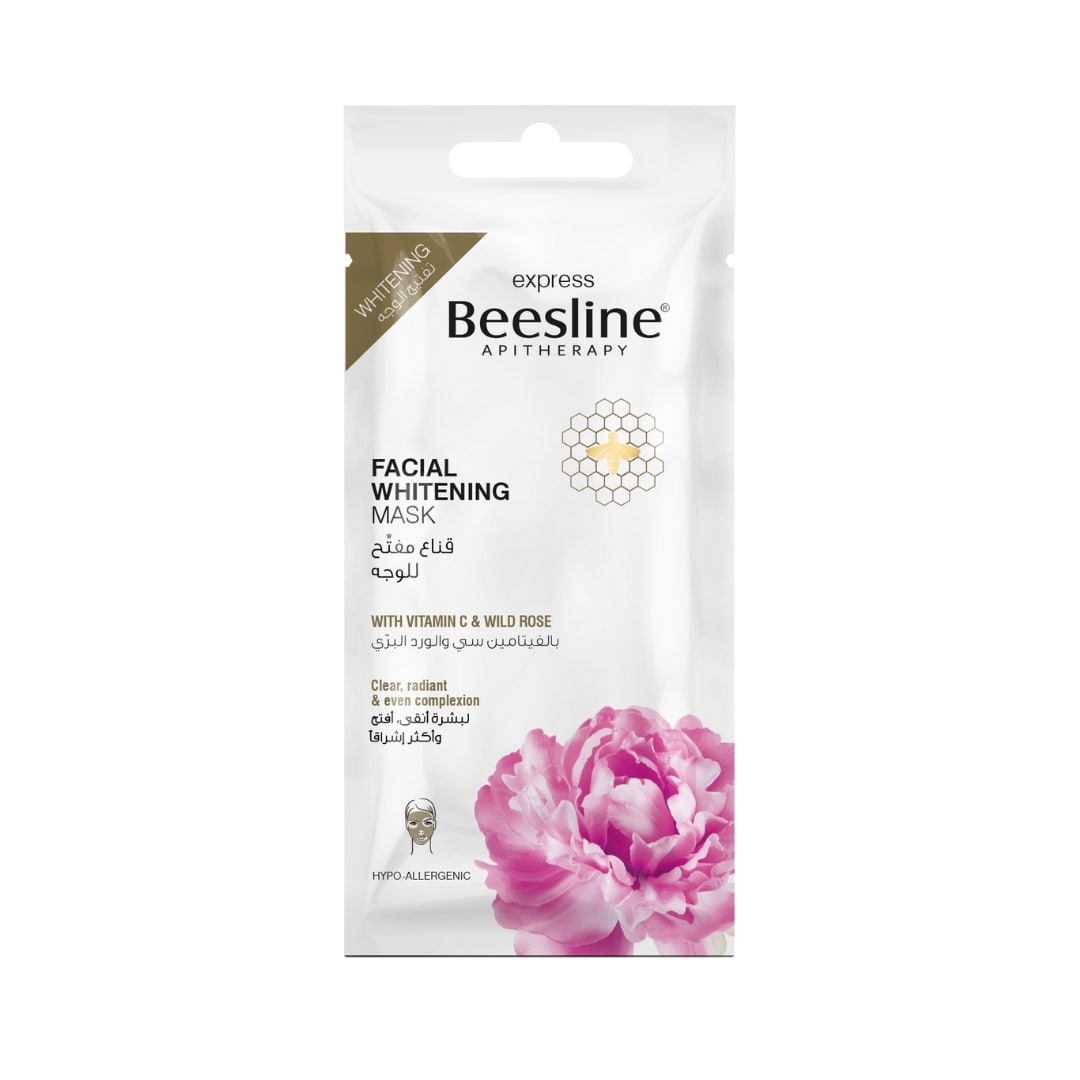 WHITENING
تفتيح الوجه
express
Beesline®
APITHERAPY
FACIAL
WHITENING
MASK
قناع مفتّح
للوجه
WITH VITAMIN C & WILD ROSE
بالفيتامين سي والورد البرّي
Clear, radiant
& even complexion
لبشرة أنقى، أفتح
وأكثر إشراقاً
HYPO-ALLERGENIC